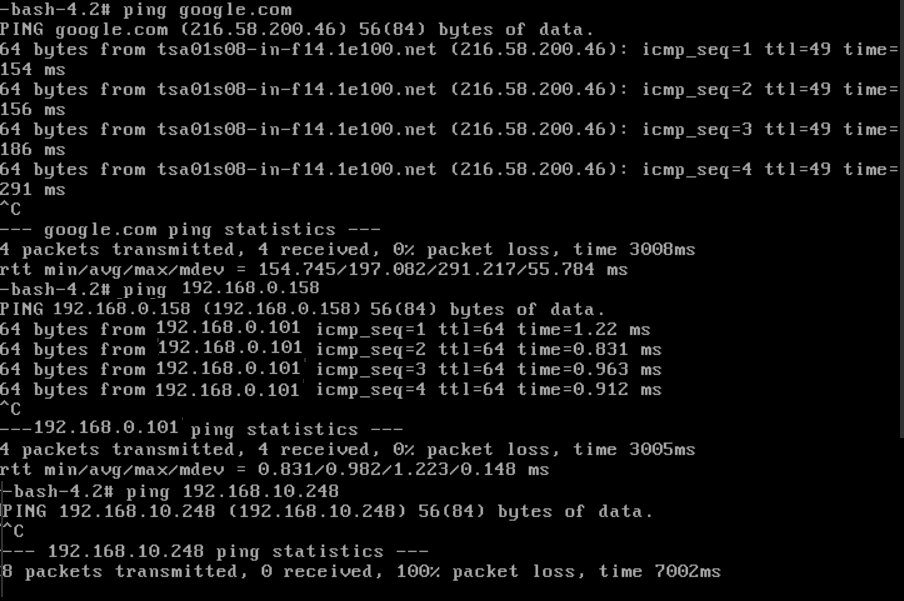 -bash-4.2# ping google.com
PING google.com (216.58.200.46) 56(84) bytes of data.
64 bytes from tsa01s08-in-f14.1e100.net (216.58.200.46): icmp_seq=1 ttl=49 time=
154 ms
64 bytes from tsa01s08-in-f14.1e100.net (216.58.200.46): icmp_seq=2 ttl=49 time=
156 ms
64 bytes from tsa01s08-in-f14.1e100.net (216.58.200.46): icmp_seq=3 ttl=49 time=
186 ms
64 bytes from tsa01s08-in-f14.1e100.net (216.58.200.46): icmp_seq=4 ttl=49 time=
291 ms
^C
--- google.com ping statistics ---
4 packets transmitted, 4 received, 0% packet loss, time 3008ms
rtt min/avg/max/mdev = 154.745/197.082/291.217/55.784 ms
-bash-4.2# ping 192.168.0.158
PING 192.168.0.158 (192.168.0.158) 56(84) bytes of data.
64 bytes from 192.168.0.101 icmp_seq=1 ttl=64 time=1.22 ms
64 bytes from 192.168.0.101 icmp_seq=2 ttl=64 time=0.831 ms
64 bytes from 192.168.0.101 icmp_seq=3 ttl=64 time=0.963 ms
64 bytes from 192.168.0.101 icmp_seq=4 ttl=64 time=0.912 ms
^C
---192.168.0.101 ping statistics ---
4 packets transmitted, 4 received, 0% packet loss, time 3005ms
rtt min/avg/max/mdev = 0.831/0.982/1.223/0.148 ms
-bash-4.2# ping 192.168.10.248
PING 192.168.10.248 (192.168.10.248) 56(84) bytes of data.
^C
--- 192.168.10.248 ping statistics ---
8 packets transmitted, 0 received, 100% packet loss, time 7002ms